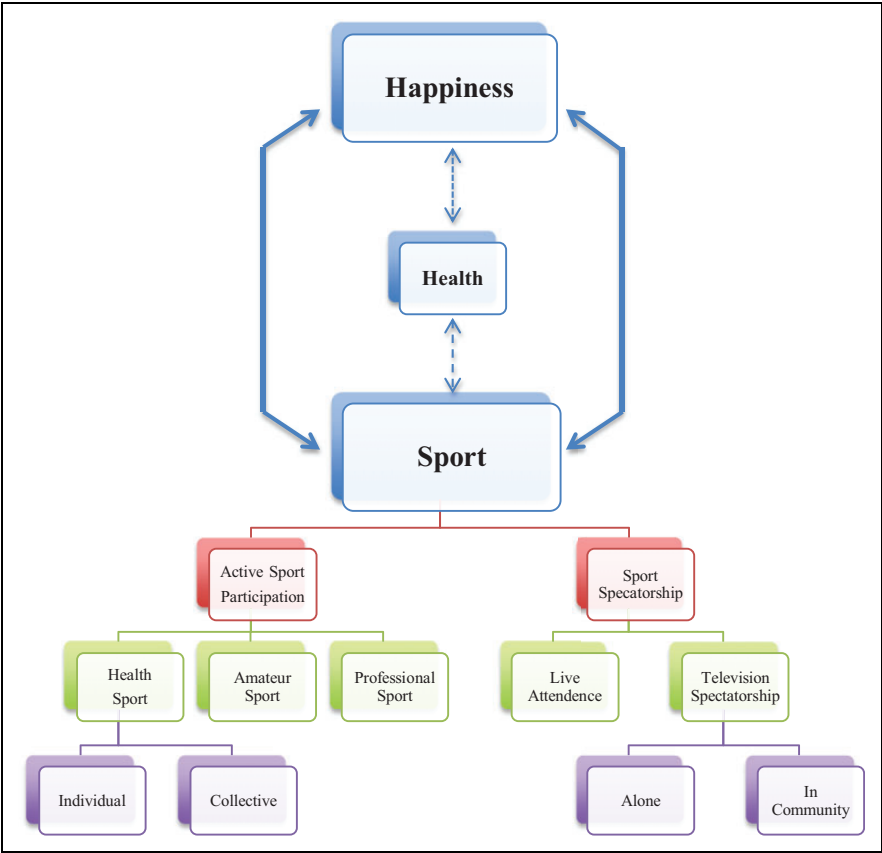 Happiness
Health
Sport
Active Sport
Participation
Sport
Specatorship
Health
Sport
Amateur
Sport
Professional
Sport
Live
Attendence
Television
Spectatorship
Individual
Collective
Alone
In
Community